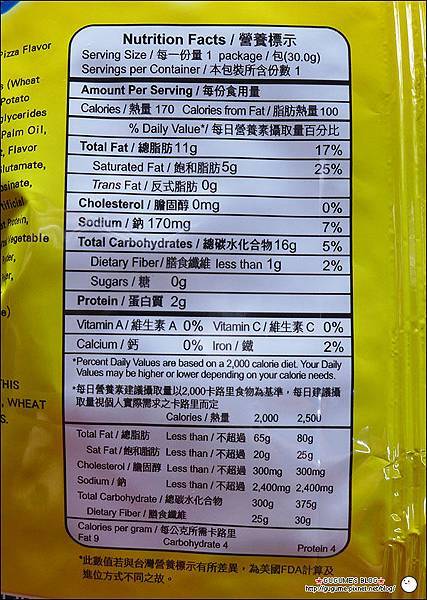 Pizza Flavor
s (Wheat
Potato
glycerides
Palm Oil,
t, Flavor
Glutamate,
osinate,
rtificial
at Protein,
Vegetable
e)
THIS
, WHEAT
S.
Nutrition Facts / 營養標示
Serving Size / 每一份量 1 package / 包(30.0g)
Servings per Container / 本包裝所含份數 1
Amount Per Serving / 每份食用量
Calories / 熱量 170 Calories from Fat / 脂肪熱量 100
% Daily Value* / 每日營養素攝取量百分比
Total Fat / 總脂肪 11g 17%
Saturated Fat / 飽和脂肪 5g 25%
Trans Fat / 反式脂肪 0g
Cholesterol / 膽固醇 0mg 0%
Sodium / 鈉 170mg 7%
Total Carbohydrates / 總碳水化合物 16g 5%
Dietary Fiber / 膳食纖維 less than 1g 2%
Sugars / 糖 0g
Protein / 蛋白質 2g
Vitamin A / 維生素 A 0% Vitamin C / 維生素 C 0%
Calcium / 鈣 0% Iron / 鐵 2%
*Percent Daily Values are based on a 2,000 calorie diet. Your Daily
Values may be higher or lower depending on your calorie needs.
*每日營養素建議攝取量以2,000卡路里食物為基準，每日建議攝
取量視個人實際需求之卡路里而定
Calories / 熱量 2,000 2,500
Total Fat / 總脂肪 Less than / 不超過 65g 80g
Sat Fat / 飽和脂肪 Less than / 不超過 20g 25g
Cholesterol / 膽固醇 Less than / 不超過 300mg 300mg
Sodium / 鈉 Less than / 不超過 2,400mg 2,400mg
Total Carbohydrate / 總碳水化合物 300g 375g
Dietary Fiber / 膳食纖維 25g 30g
Calories per gram / 每公克所需卡路里
Fat 9 Carbohydrate 4 Protein 4
*此數值若與台灣營養標示有所差異，為美國FDA計算及
進位方式不同之故。
★GUGUME'S BLOG★
http://gugume.pixnet.net/blog/